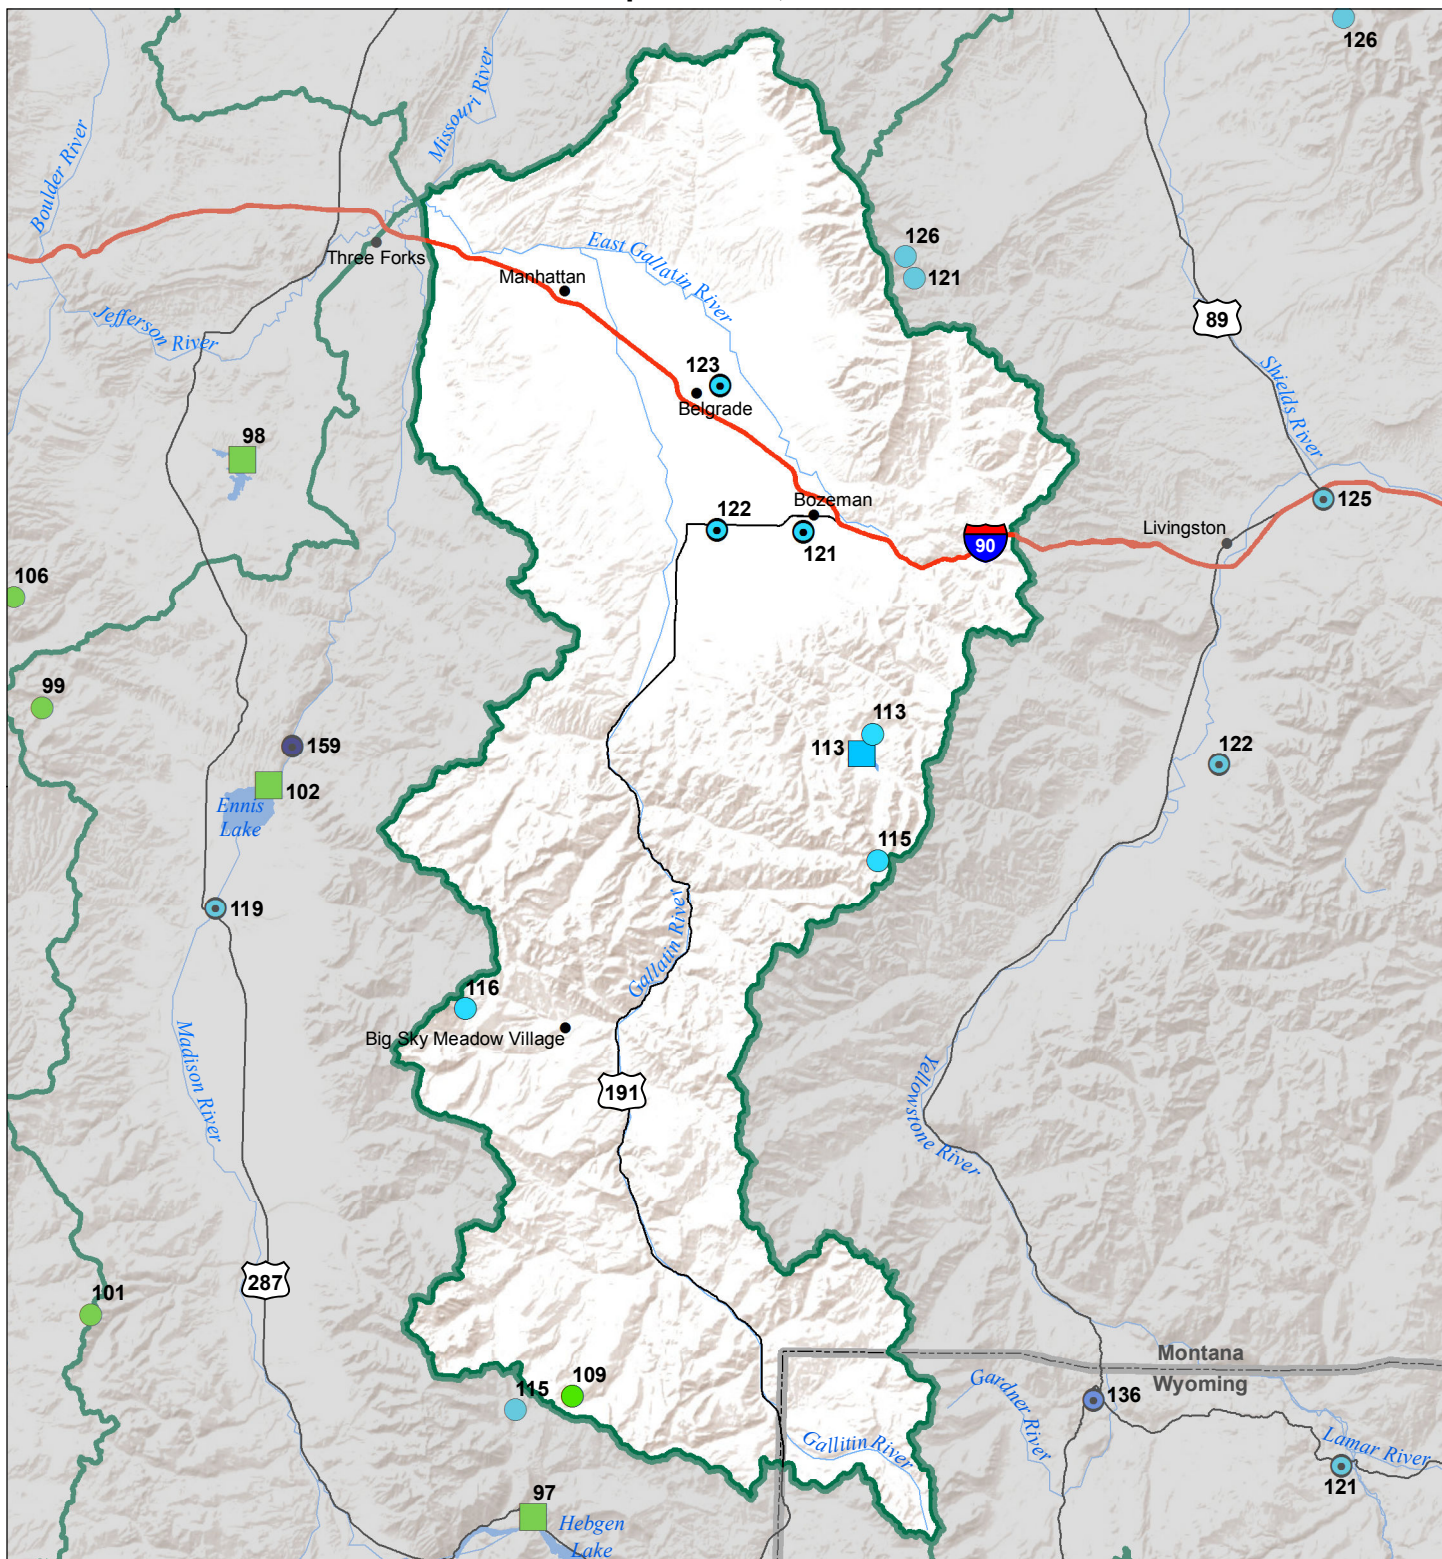 126
Missouri River
Boulder River
126
East Gallatin River
Three Forks
121
Manhattan
Jefferson River
89
123
Shields River
Belgrade
98
Bozeman
122
125
Livingston
121
90
106
99
113
159
113
122
102
Ennis
Lake
115
119
Gallatin River
116
Big Sky Meadow Village
Madison River
Yellowstone River
191
287
101
Montana
Wyoming
109
115
Gardner River
136
Gallitin River
Lamar River
121
97
Hebgen
Lake